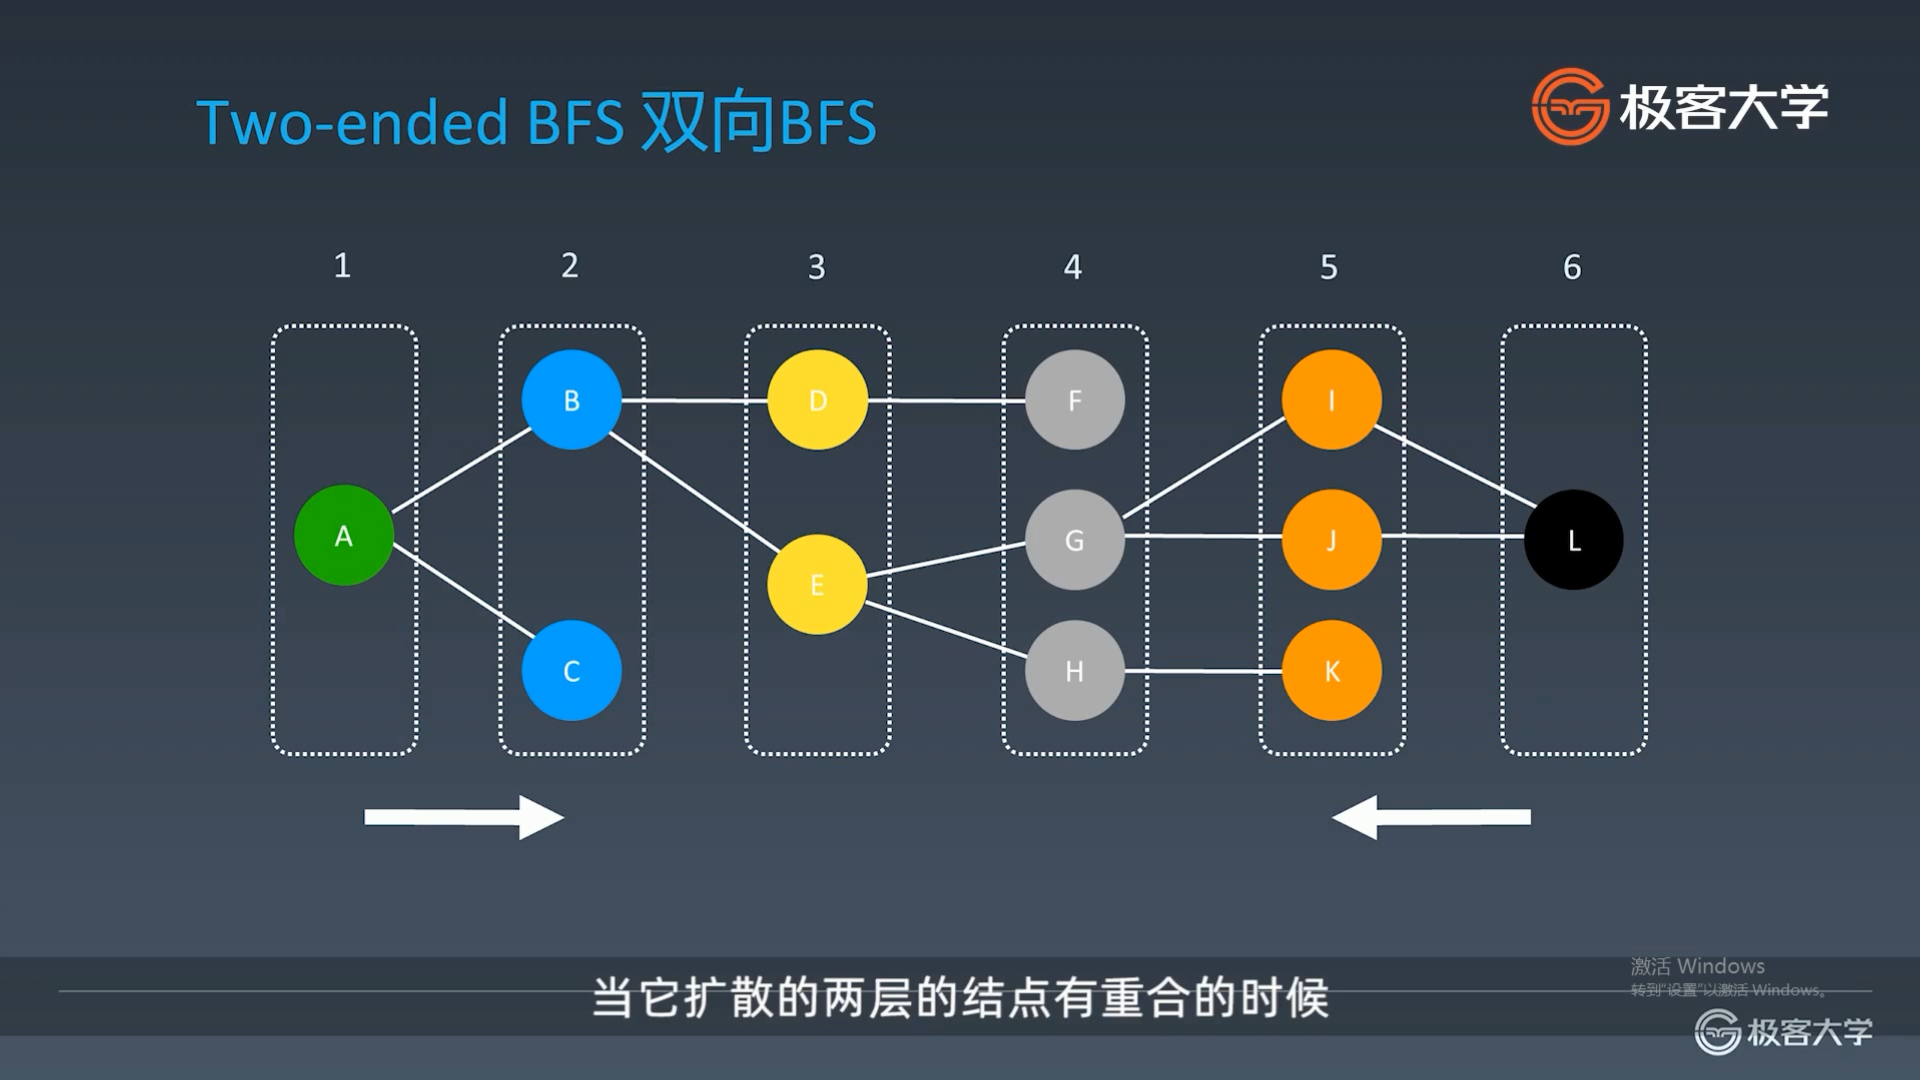 Two-ended BFS 双向BFS
极客大学
1 2 3 4 5 6
B D F I
A E G J L
C H K
当它扩散的两层的结点有重合的时候
激活 Windows
转到“设置”以激活 Windows。
极客大学